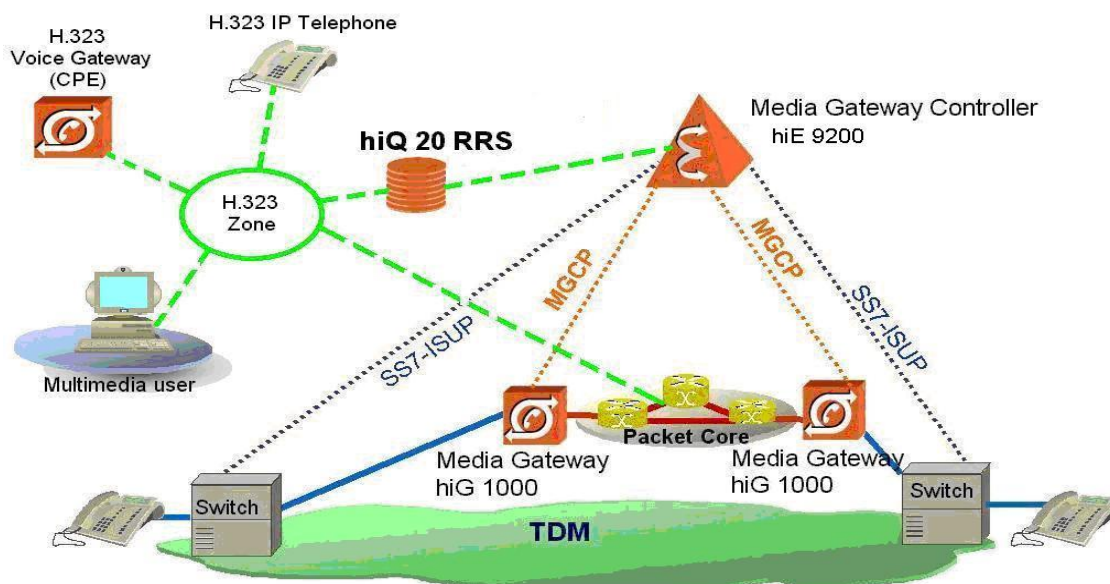 H.323 IP Telephone
H.323
Voice Gateway
(CPE)
Media Gateway Controller
hiE 9200
hiQ 20 RRS
H.323
Zone
MGCP
MGCP
SS7-ISUP
SS7-ISUP
Multimedia user
Packet Core
Media Gateway
hiG 1000
Media Gateway
hiG 1000
Switch
Switch
TDM